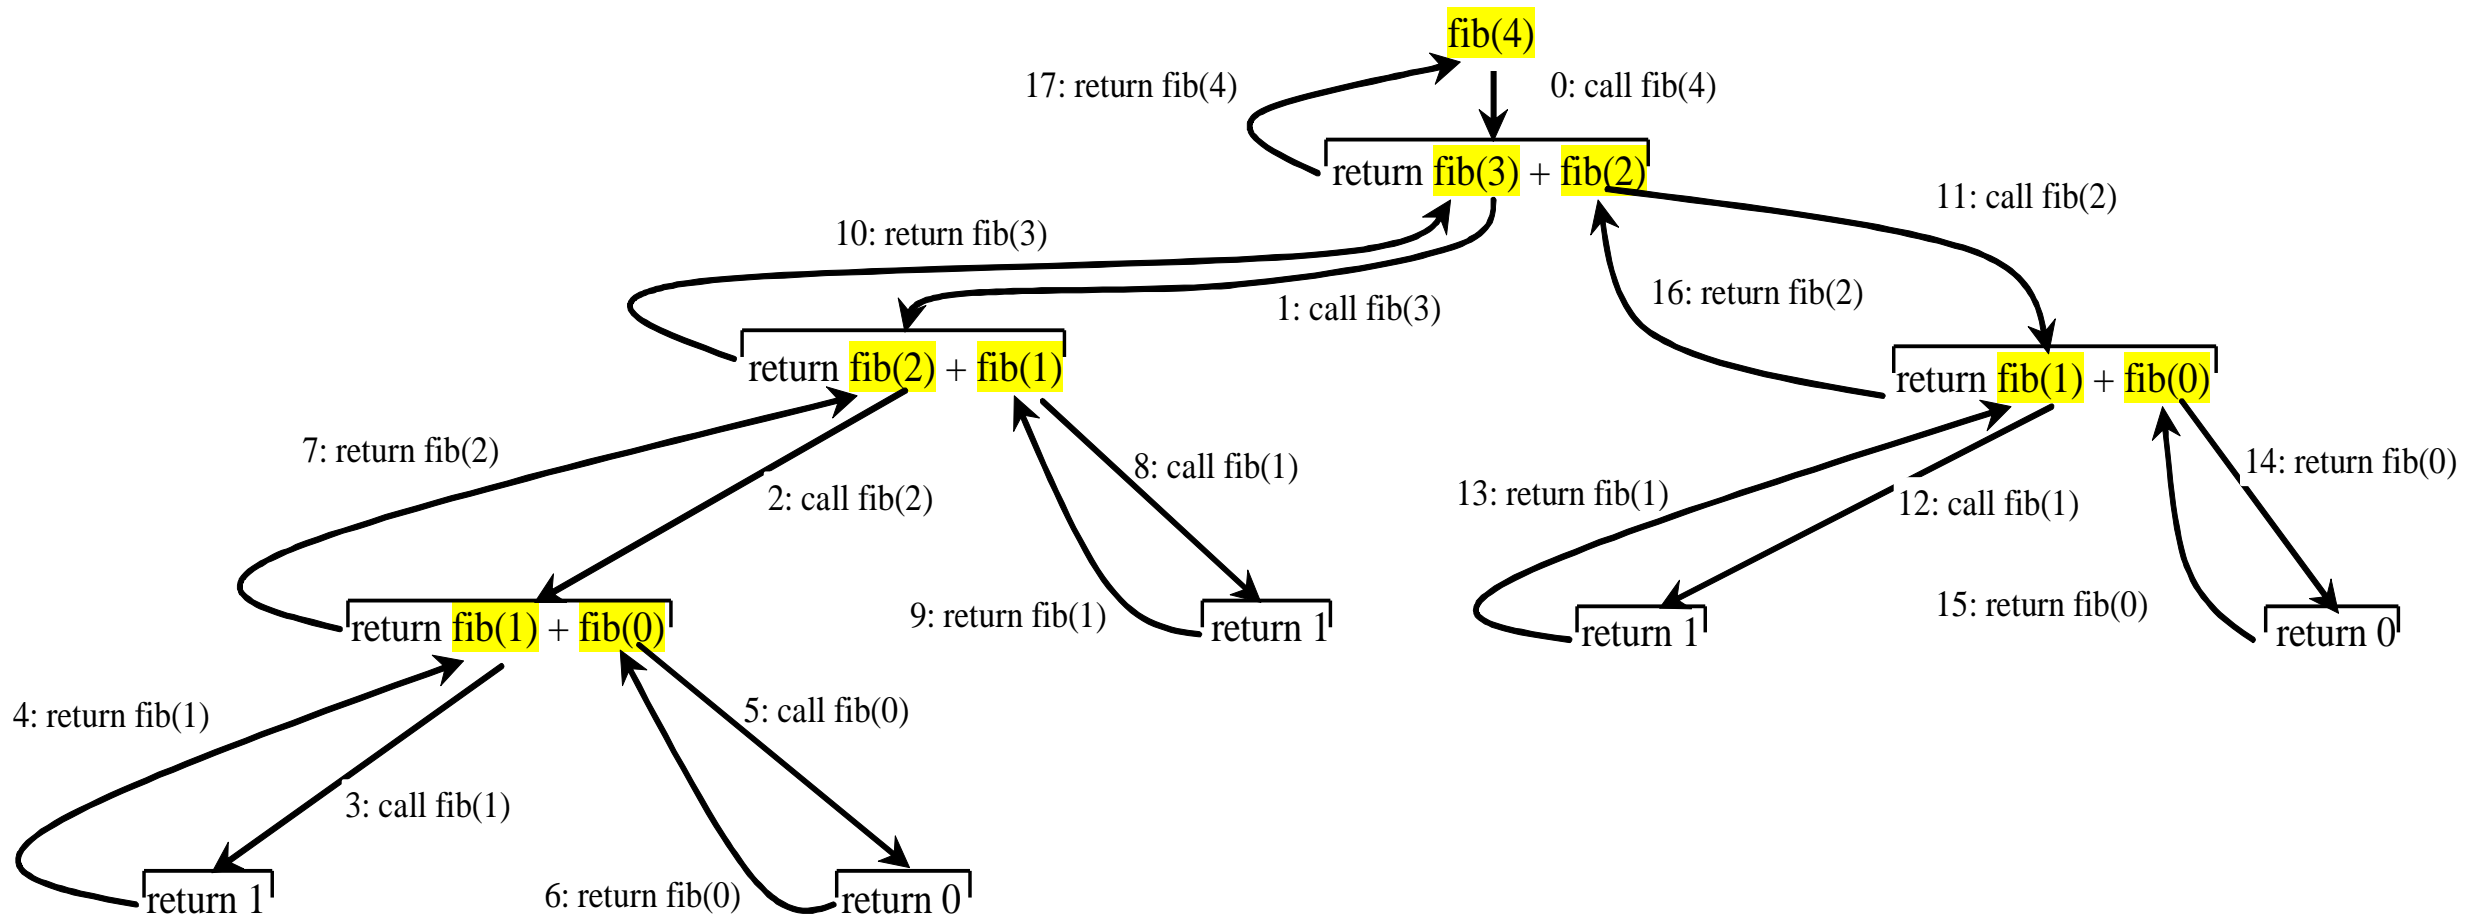 fib(4)
17: return fib(4)
0: call fib(4)
return fib(3) + fib(2)
11: call fib(2)
10: return fib(3)
1: call fib(3)
16: return fib(2)
return fib(2) + fib(1)
return fib(1) + fib(0)
7: return fib(2)
2: call fib(2)
8: call fib(1)
13: return fib(1)
12: call fib(1)
14: return fib(0)
return fib(1) + fib(0)
9: return fib(1)
return 1
return 1
15: return fib(0)
return 0
4: return fib(1)
5: call fib(0)
3: call fib(1)
return 1
6: return fib(0)
return 0